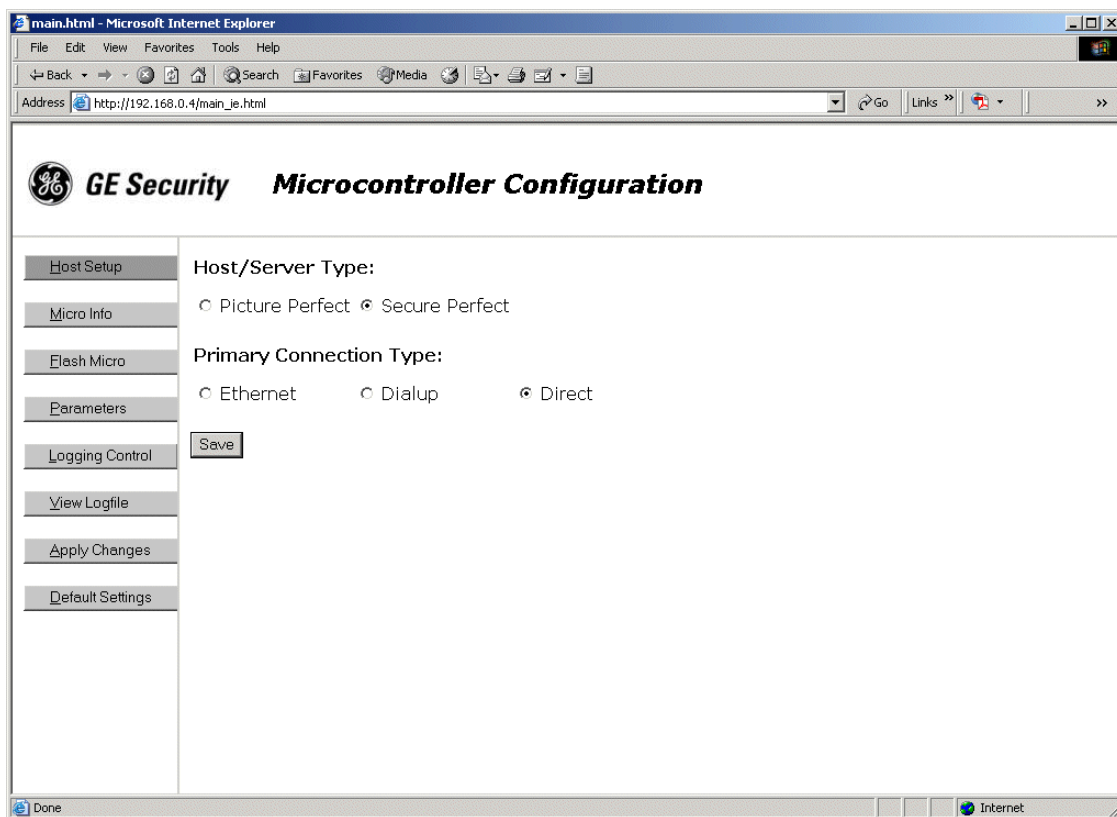 main.html - Microsoft Internet Explorer
File Edit View Favorites Tools Help
Back Search Favorites Media
Address http://192.168.0.4/main_ie.html Go Links »
GE Security Microcontroller Configuration
Host Setup
Micro Info
Flash Micro
Parameters
Logging Control
View Logfile
Apply Changes
Default Settings
Host/Server Type:
Picture Perfect Secure Perfect
Primary Connection Type:
Ethernet Dialup Direct
Save
Done Internet